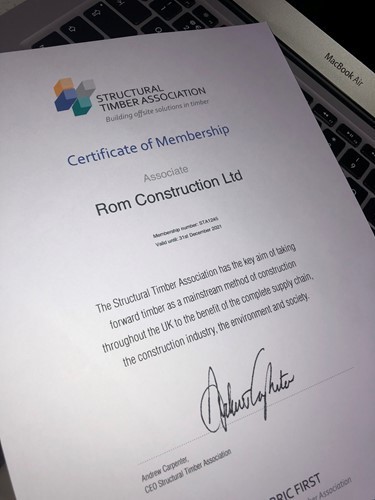 MacBook Air
STRUCTURAL
TIMBER ASSOCIATION
Building offsite solutions in timber
Certificate of Membership
Associate
Rom Construction Ltd
Membership number: STA1245
Valid until: 31st December 2021
The Structural Timber Association has the key aim of taking
forward timber as a mainstream method of construction
throughout the UK to the benefit of the complete supply chain,
the construction industry, the environment and society.
Andrew Carpenter,
CEO Structural Timber Association
FIRST
Association